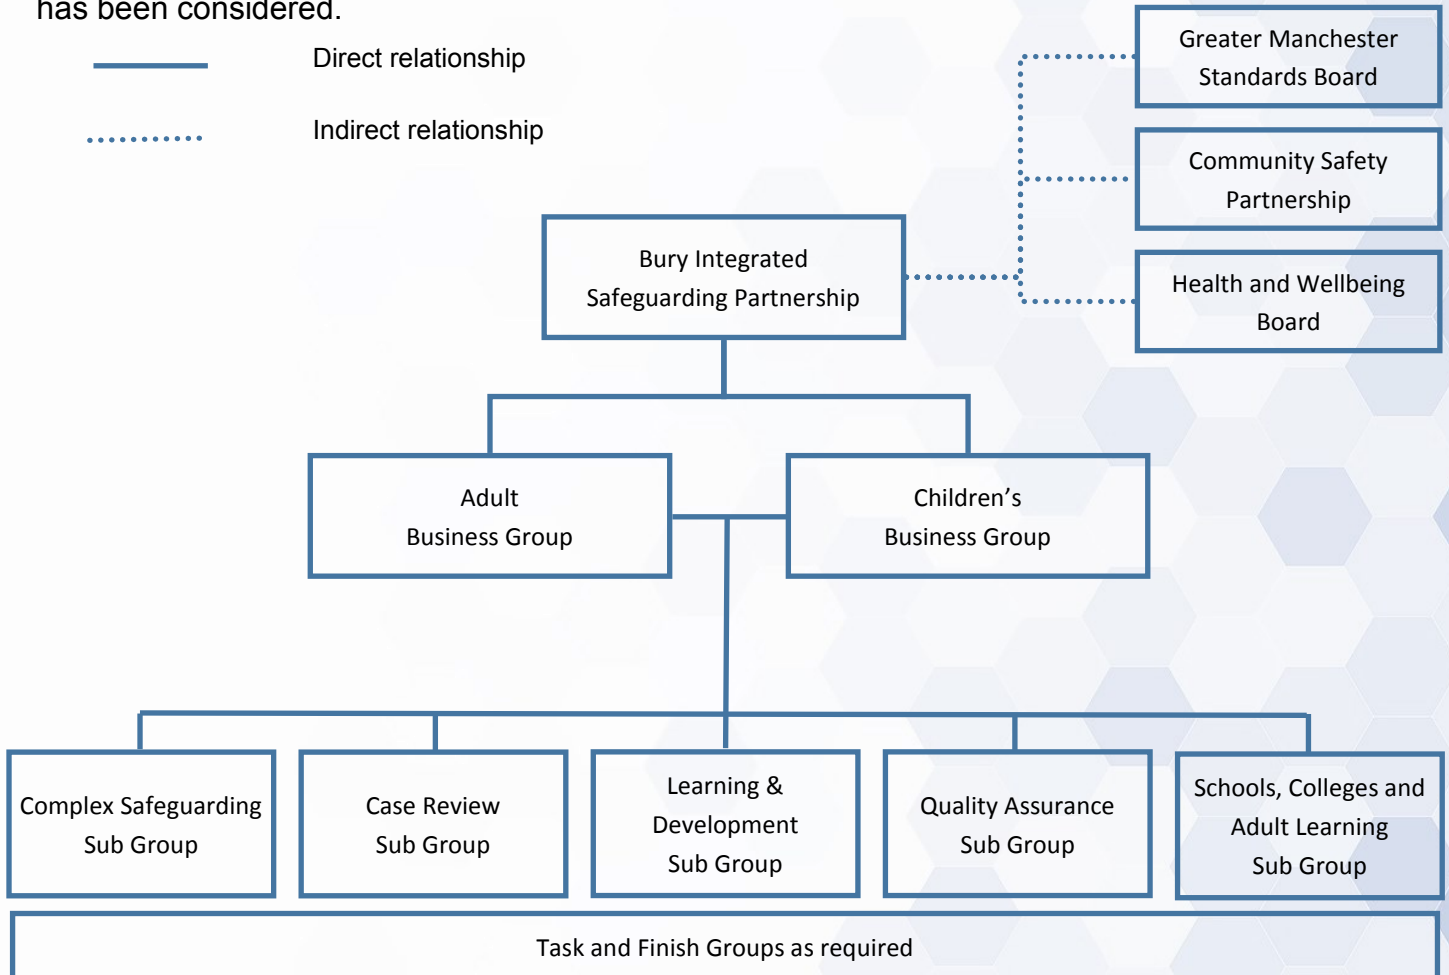 has been considered.
Direct relationship
Indirect relationship
Greater Manchester
Standards Board
Community Safety
Partnership
Health and Wellbeing
Board
Bury Integrated
Safeguarding Partnership
Adult
Business Group
Children’s
Business Group
Complex Safeguarding
Sub Group
Case Review
Sub Group
Learning &
Development
Sub Group
Quality Assurance
Sub Group
Schools, Colleges and
Adult Learning
Sub Group
Task and Finish Groups as required